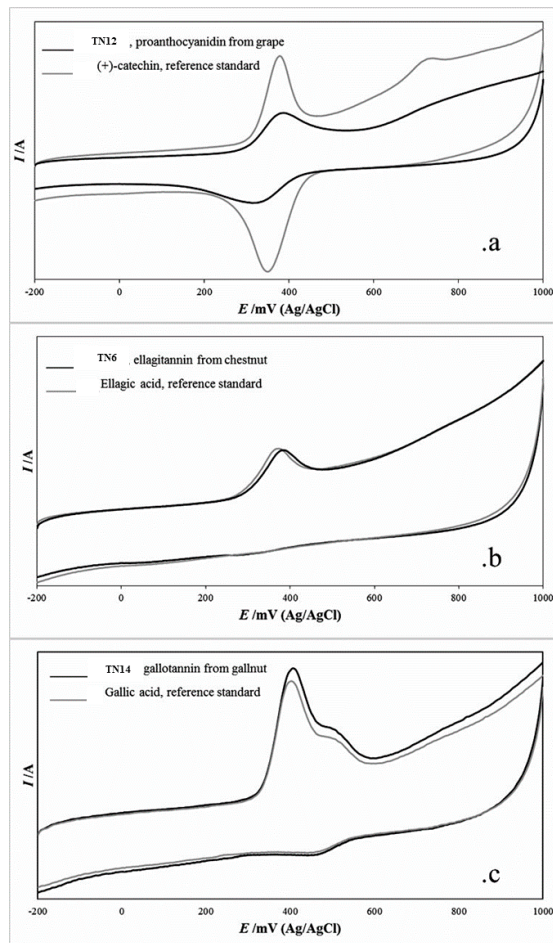 TN12 , proanthocyanidin from grape
(+)-catechin, reference standard
I /A
.a
-200 0 200 400 600 800 1000
E /mV (Ag/AgCl)
TN6 . ellagitannin from chestnut
Ellagic acid, reference standard
I /A
.b
-200 0 200 400 600 800 1000
E /mV (Ag/AgCl)
TN14 gallotannin from gallnut
Gallic acid, reference standard
I /A
.c
-200 0 200 400 600 800 1000
E /mV (Ag/AgCl)